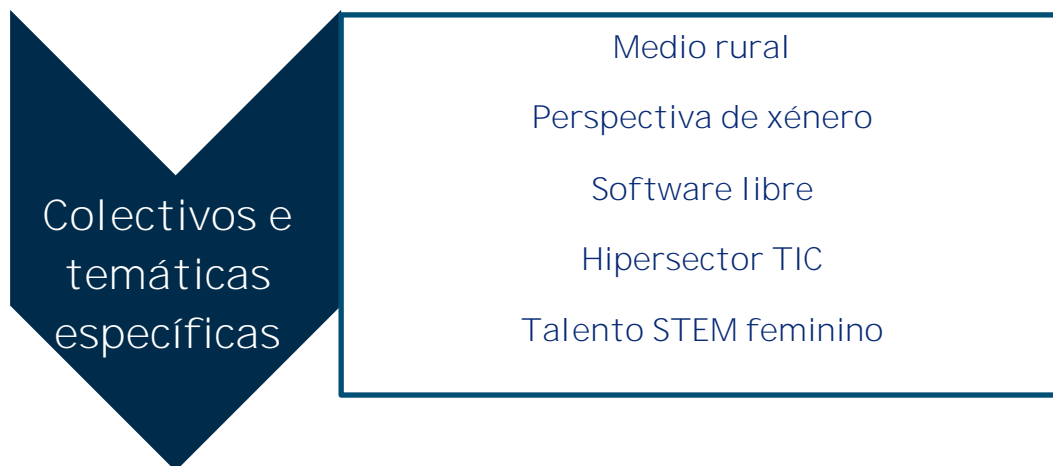 Colectivos e
temáticas
específicas
Medio rural
Perspectiva de xénero
Software libre
Hipersector TIC
Talento STEM feminino